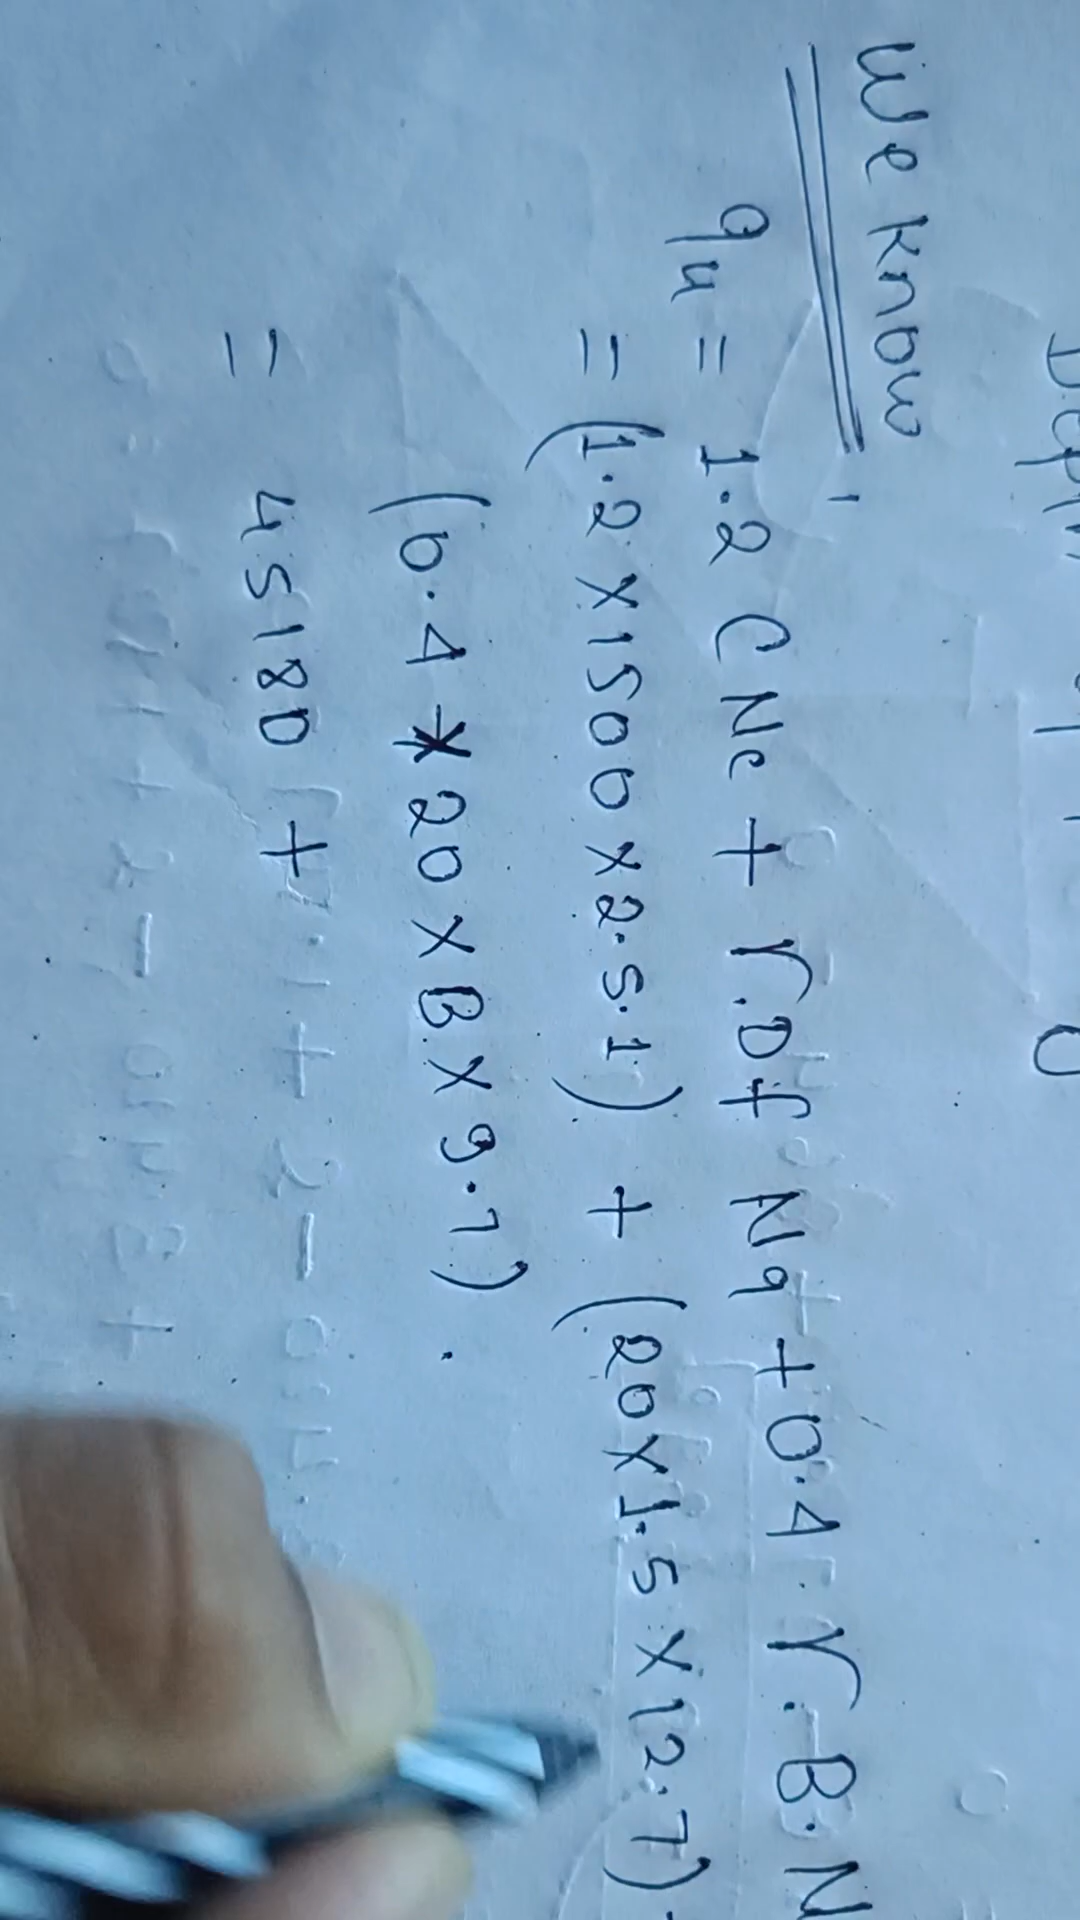 We know
qu = 1.2 CNc + γ.Df Nq + 0.4 γ.B.N
= (1.2 x 1500 x 2.5.1) + (20 x 1.5 x 12.7) +
(0.4 x 20 x B x 9.7)
= 45180 +